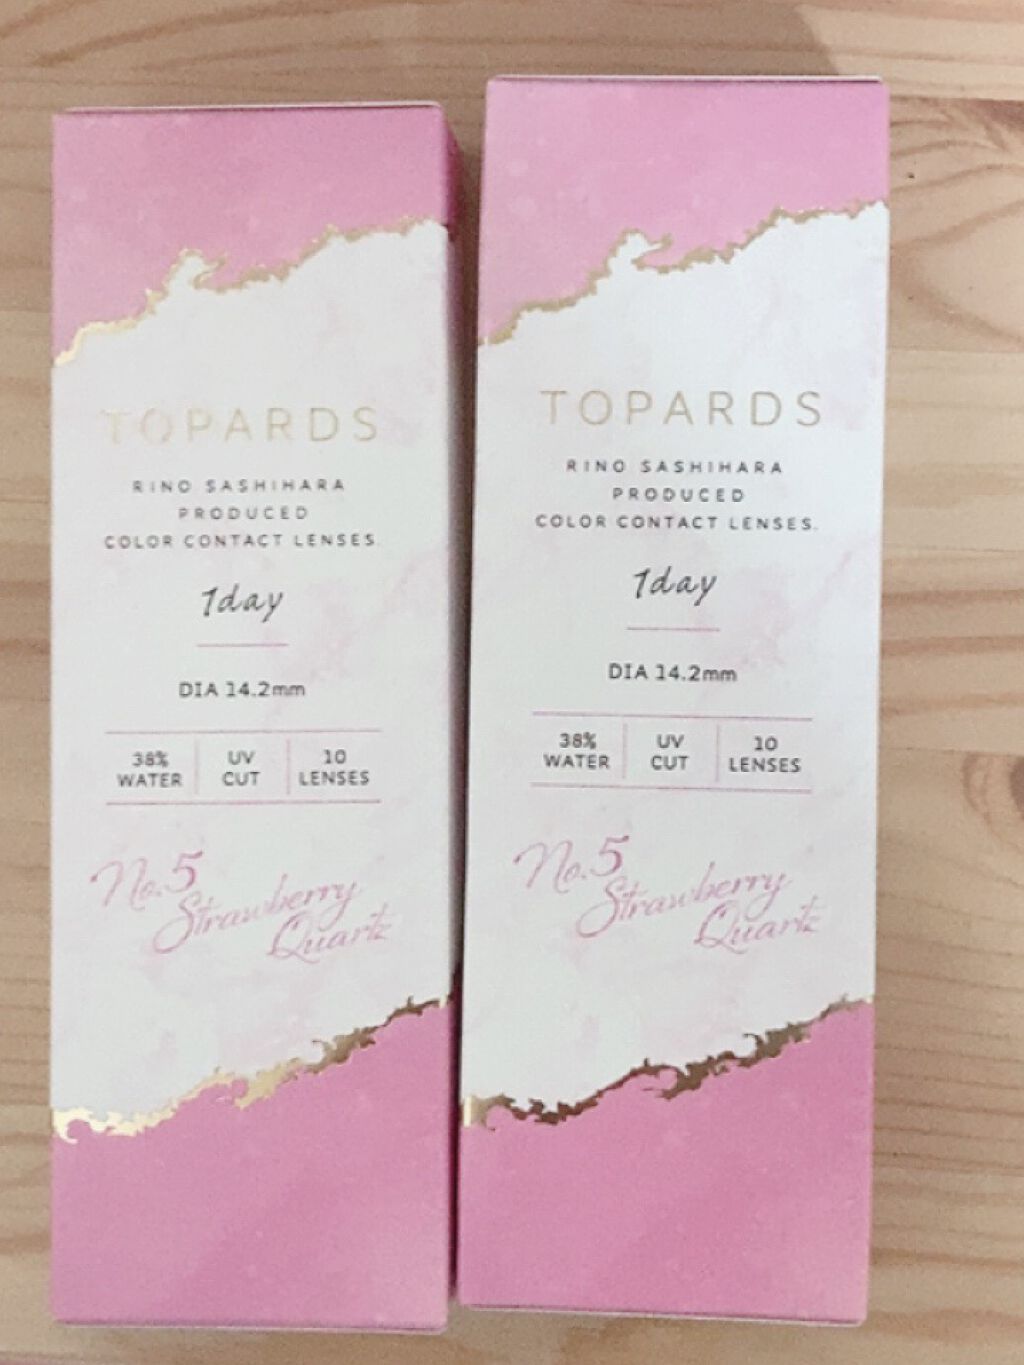 TOPARDS
RINO SASHIHARA
PRODUCED
COLOR CONTACT LENSES.
1day
DIA 14.2mm
38%
WATER
UV
CUT
10
LENSES
No.5
Strawberry
Quartz
TOPARDS
RINO SASHIHARA
PRODUCED
COLOR CONTACT LENSES.
1day
DIA 14.2mm
38%
WATER
UV
CUT
10
LENSES
No.5
Strawberry
Quartz